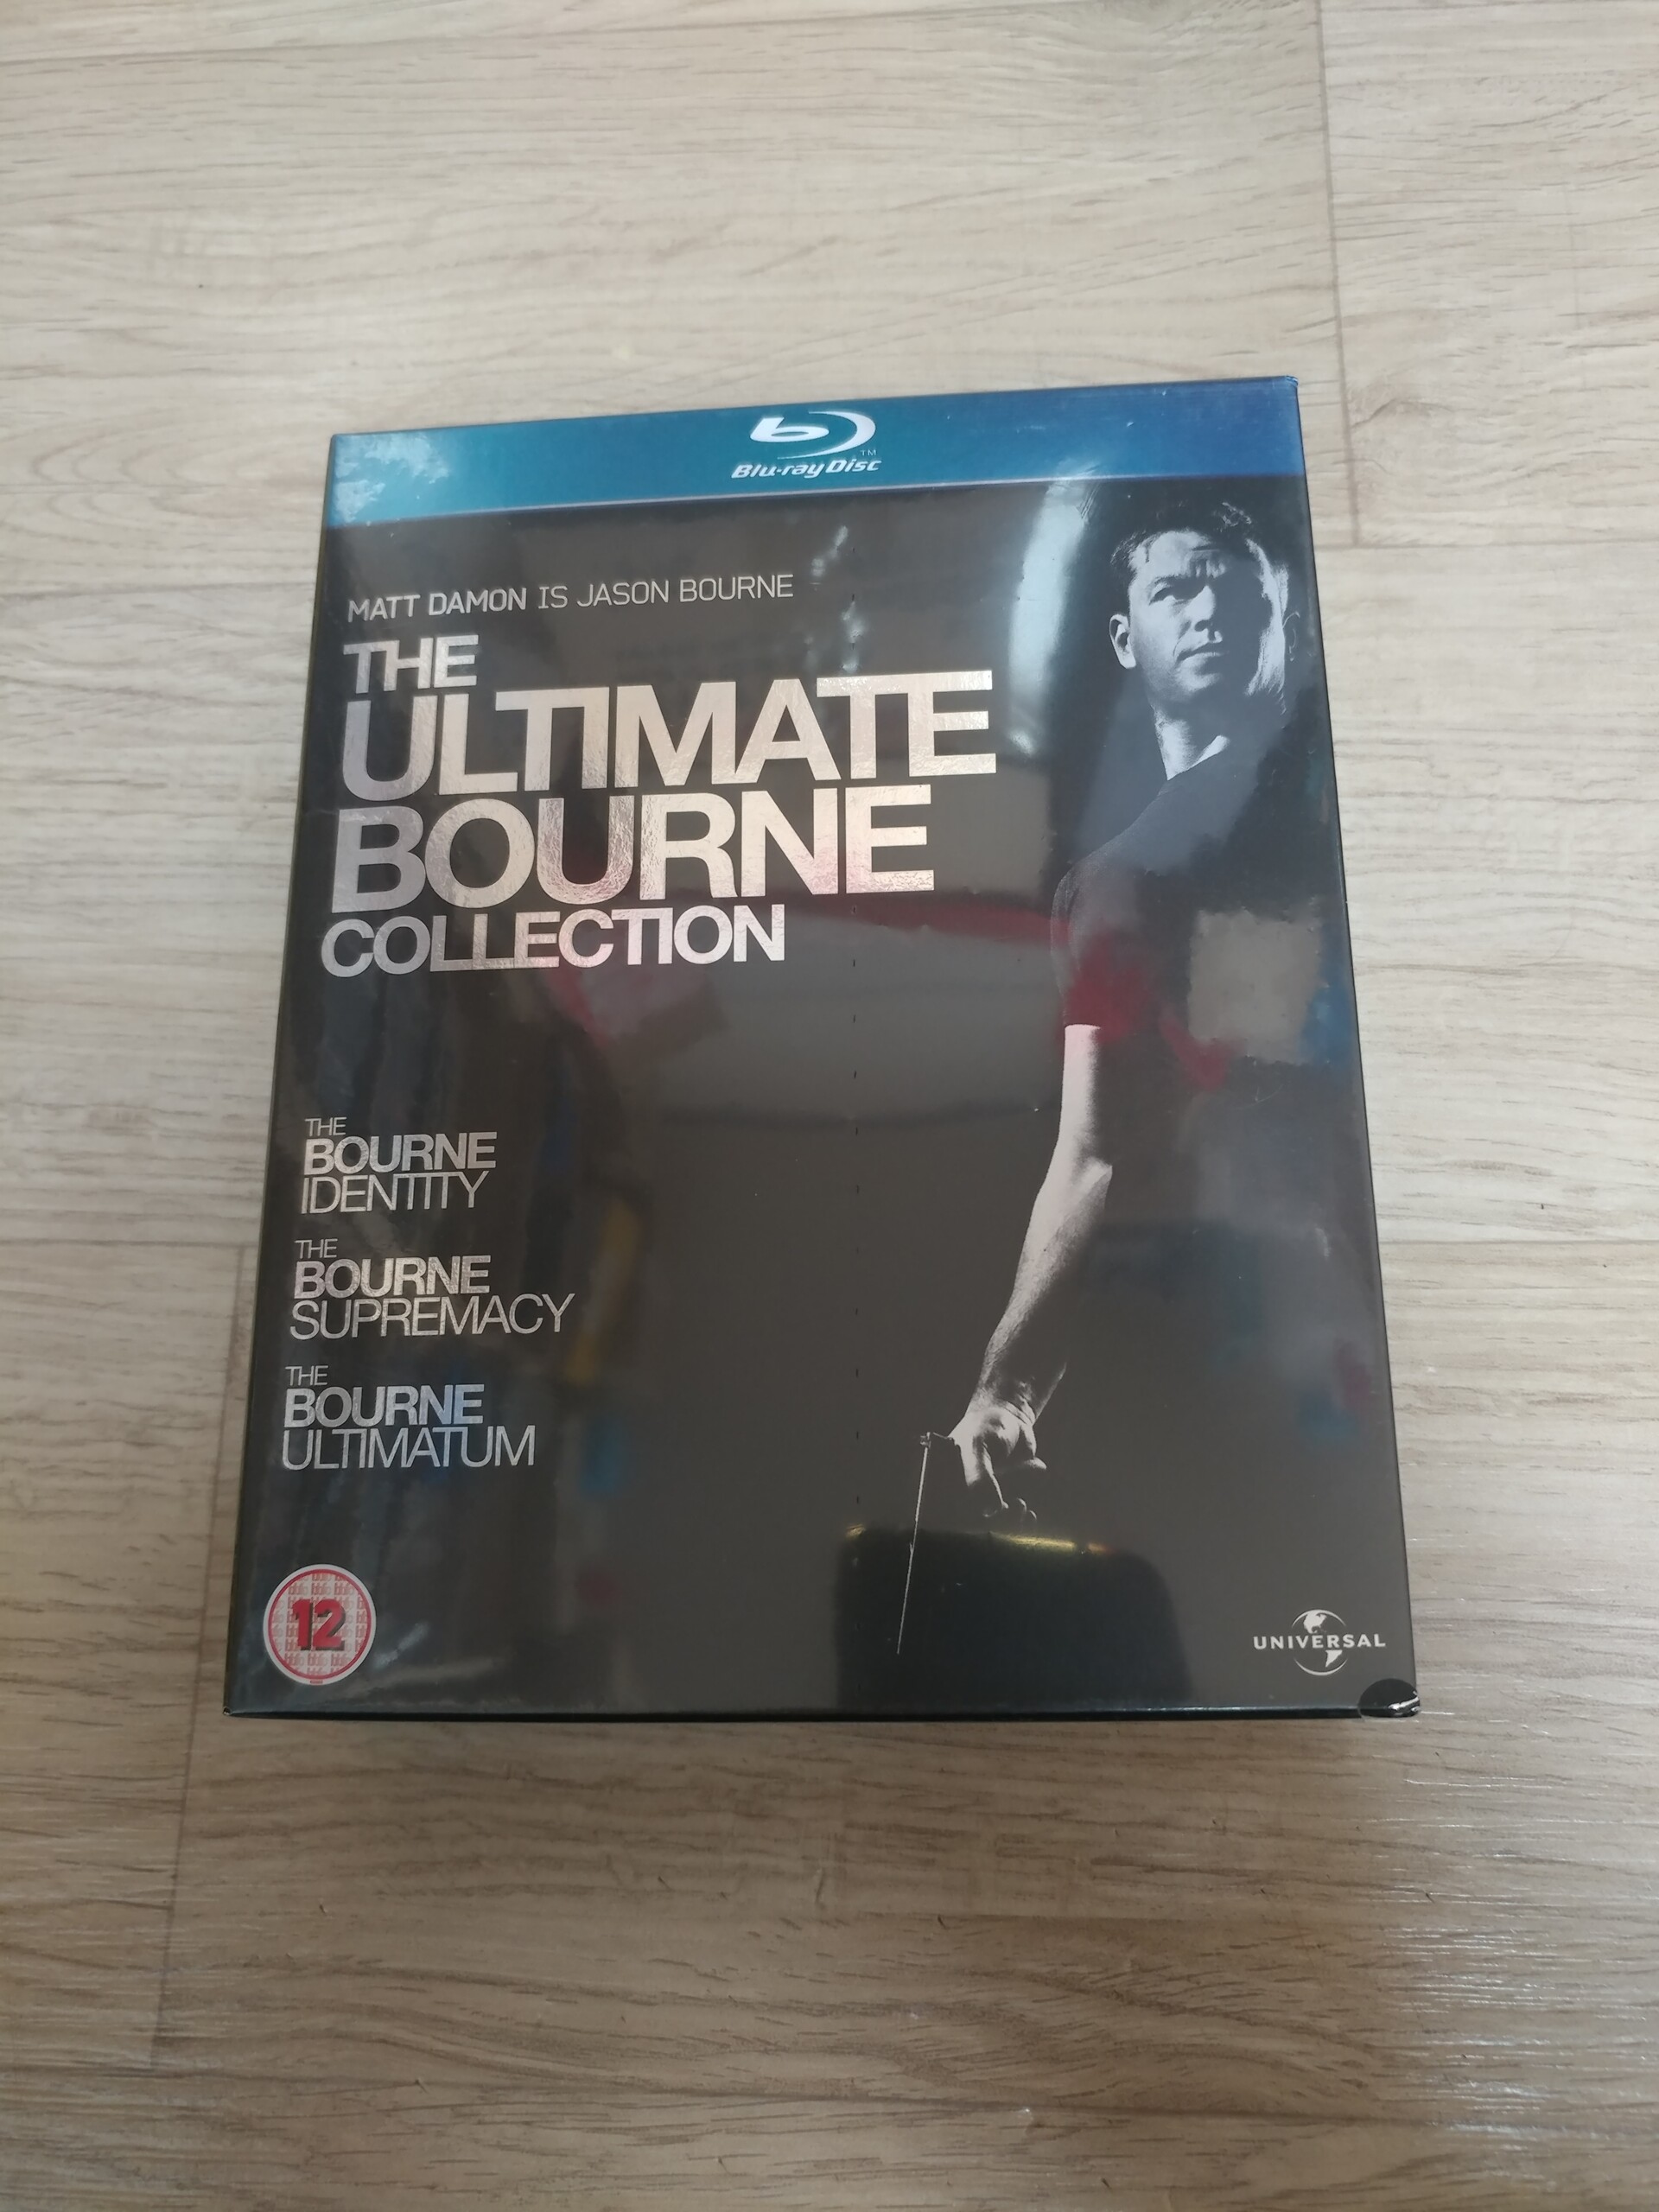 Blu-ray Disc
TM
MATT DAMON IS JASON BOURNE
THE
ULTIMATE
BOURNE
COLLECTION
THE
BOURNE
IDENTITY
THE
BOURNE
SUPREMACY
THE
BOURNE
ULTIMATUM
12
UNIVERSAL